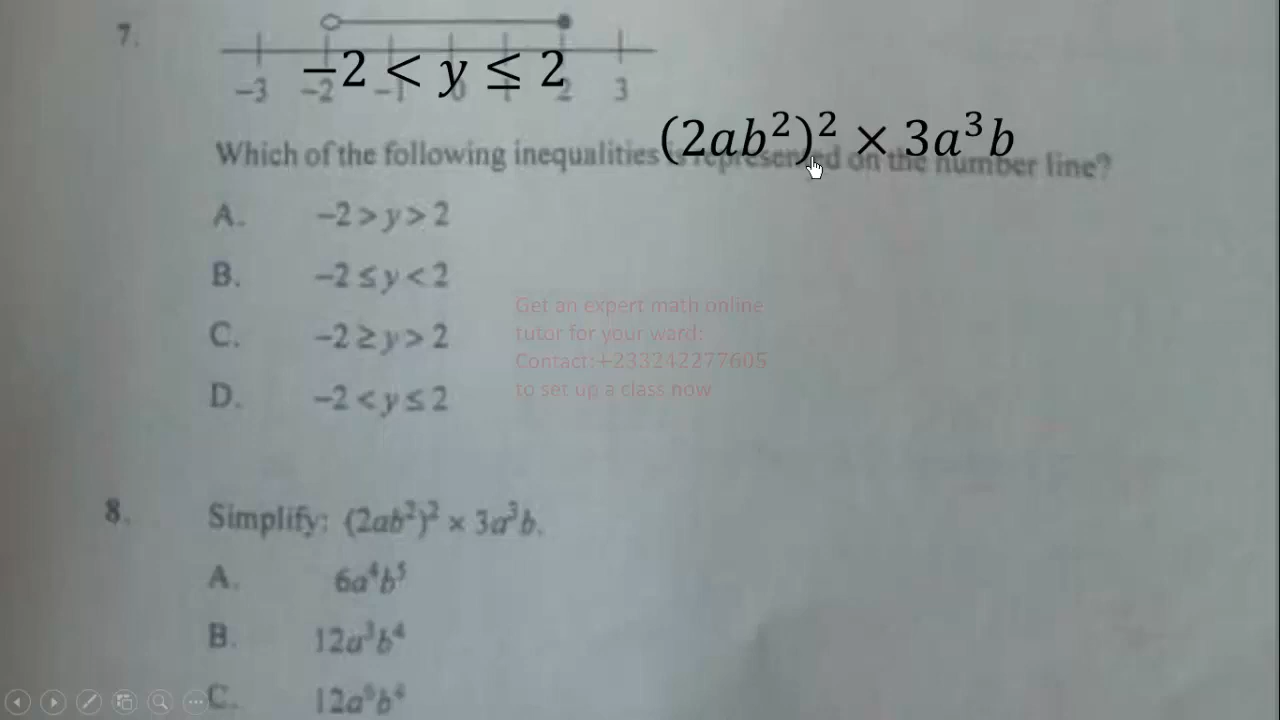 7.
−3 −2 −1 0 1 2 3
−2 < y ≤ 2
(2ab²)² × 3a³b
Which of the following inequalities is represented on the number line?
A. −2 > y > 2
B. −2 ≤ y < 2
Get an expert math online
tutor for your ward:
C. −2 ≥ y > 2
Contact:+233242277605
D. −2 < y ≤ 2
to set up a class now
8. Simplify: (2ab²)² × 3a³b.
A. 6a⁴b⁵
B. 12a³b⁴
C.